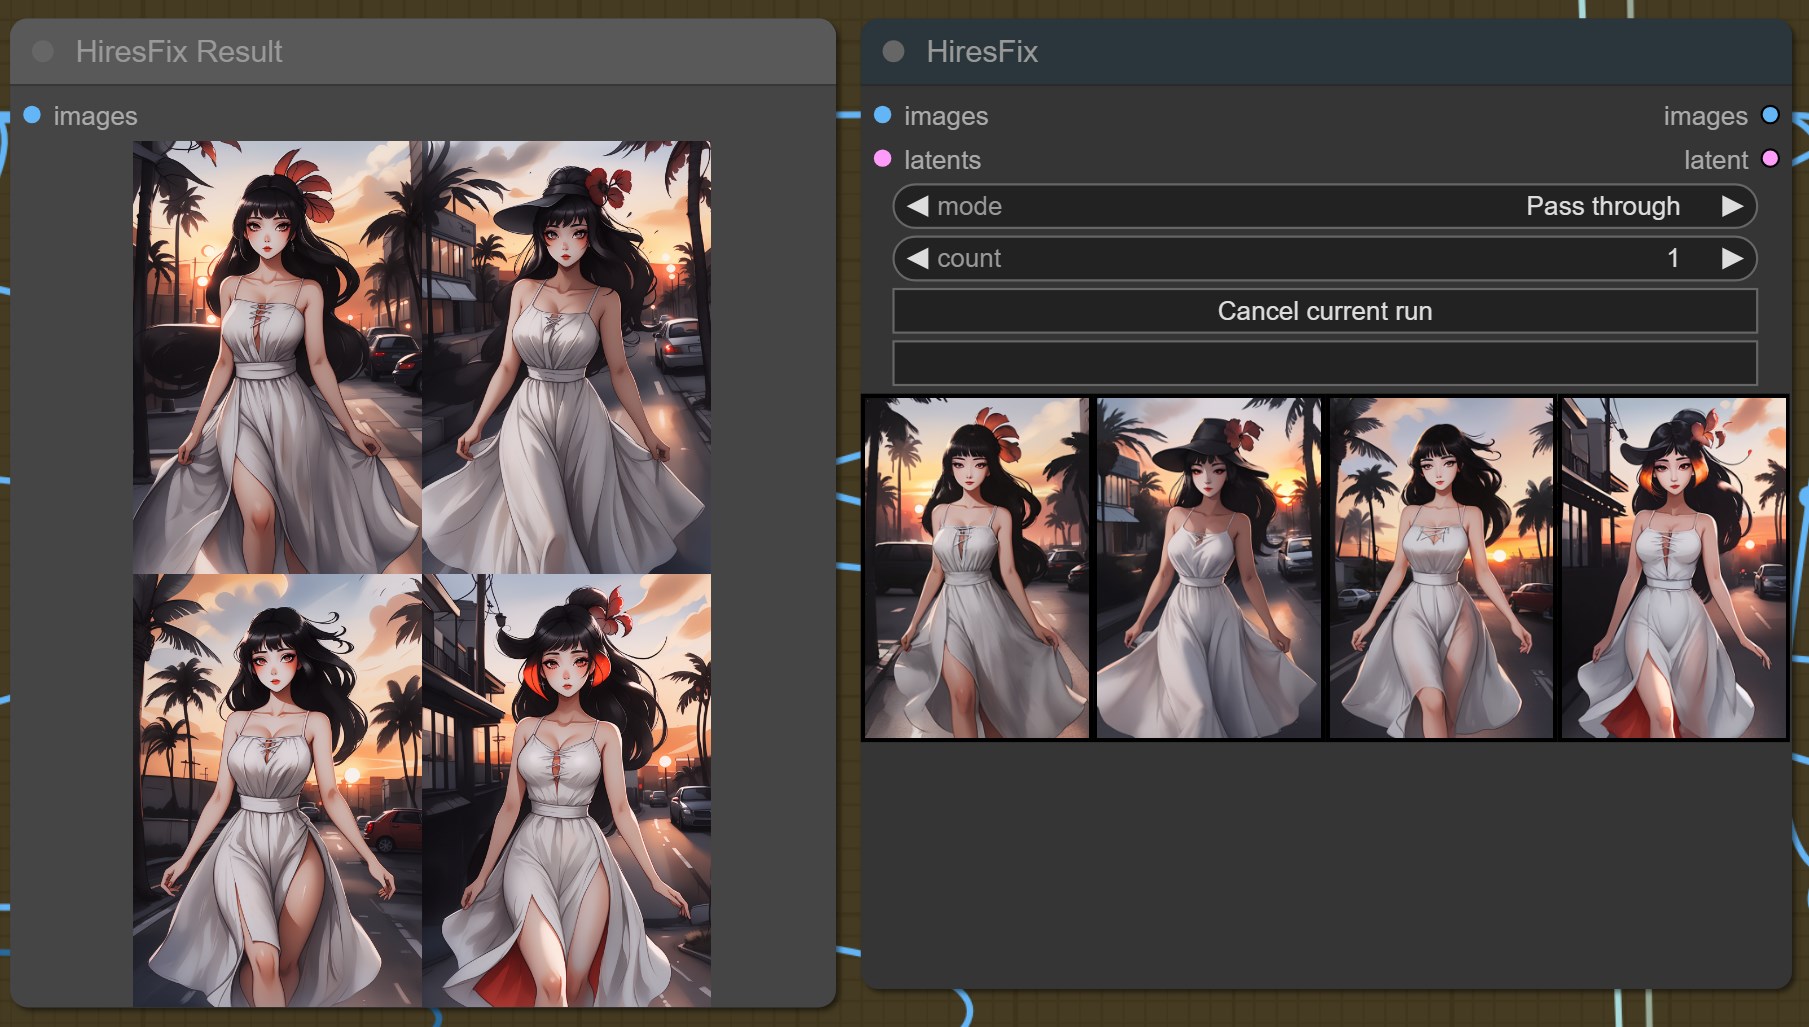 HiresFix Result
images
HiresFix
images
images
latents
latent
mode
Pass through
count
1
Cancel current run